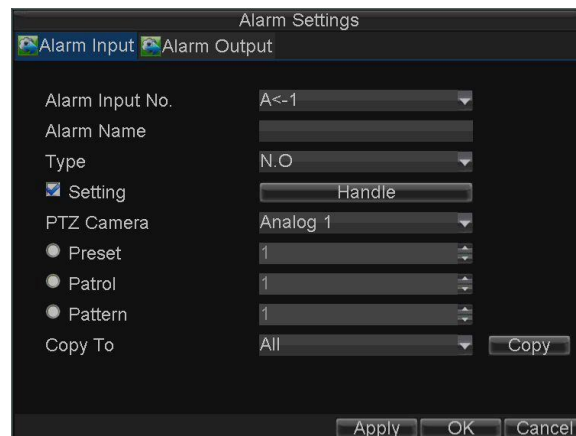 Alarm Settings
Alarm Input Alarm Output
Alarm Input No. A<-1
Alarm Name
Type N.O
Setting Handle
PTZ Camera Analog 1
Preset 1
Patrol 1
Pattern 1
Copy To All Copy
Apply OK Cancel